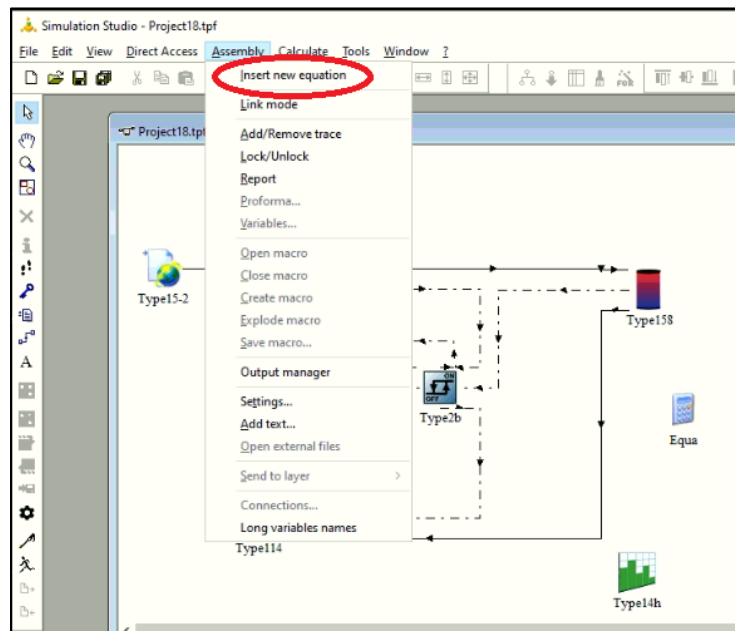 Simulation Studio - Project18.tpf
File Edit View Direct Access Assembly Calculate Tools Window ?
Insert new equation
Link mode
Project18.tpf
Add/Remove trace
Lock/Unlock
Report
Proforma...
Variables...
Open macro
Close macro
Create macro
Explode macro
Save macro...
Output manager
Settings...
Add text...
Open external files
Send to layer
Connections...
Long variables names
Type15-2
Type158
ON
OFF
Type2b
Equa
Type114
Type14h
A